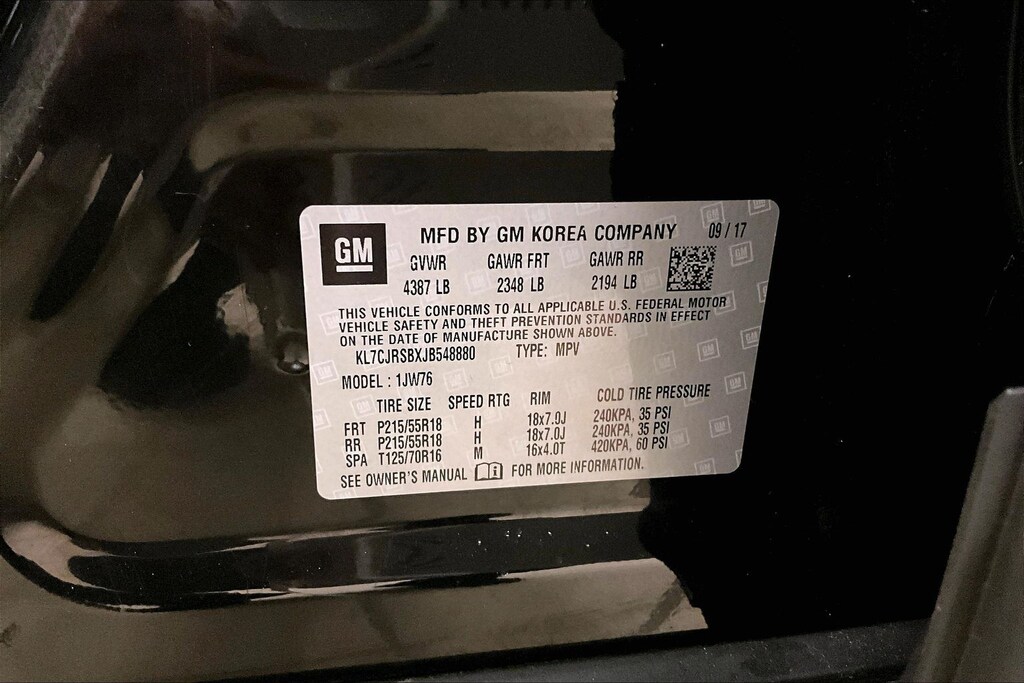 GM
MFD BY GM KOREA COMPANY 09/17
GVWR GAWR FRT GAWR RR
4387 LB 2348 LB 2194 LB
THIS VEHICLE CONFORMS TO ALL APPLICABLE U.S. FEDERAL MOTOR
VEHICLE SAFETY AND THEFT PREVENTION STANDARDS IN EFFECT
ON THE DATE OF MANUFACTURE SHOWN ABOVE.
KL7CJRSBXJB548880 TYPE: MPV
MODEL : 1JW76
TIRE SIZE SPEED RTG RIM COLD TIRE PRESSURE
FRT P215/55R18 H 18x7.0J 240KPA, 35 PSI
RR P215/55R18 H 18x7.0J 240KPA, 35 PSI
SPA T125/70R16 M 16x4.0T 420KPA, 60 PSI
SEE OWNER'S MANUAL FOR MORE INFORMATION.